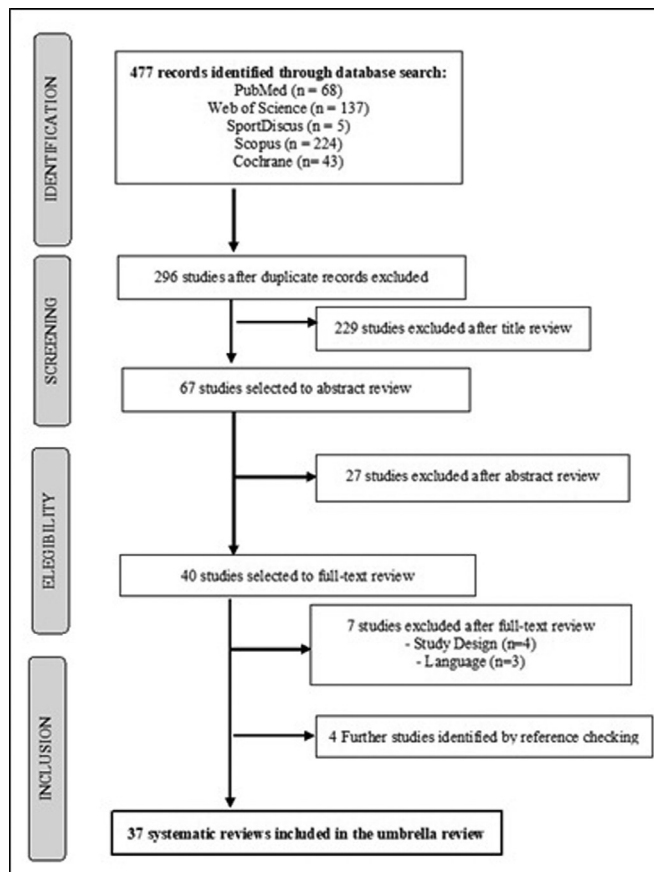 IDENTIFICATION
477 records identified through database search:
PubMed (n = 68)
Web of Science (n = 137)
SportDiscus (n = 5)
Scopus (n = 224)
Cochrane (n= 43)
SCREENING
296 studies after duplicate records excluded
229 studies excluded after title review
67 studies selected to abstract review
ELEGIBILITY
27 studies excluded after abstract review
40 studies selected to full-text review
INCLUSION
7 studies excluded after full-text review
- Study Design (n=4)
- Language (n=3)
4 Further studies identified by reference checking
37 systematic reviews included in the umbrella review